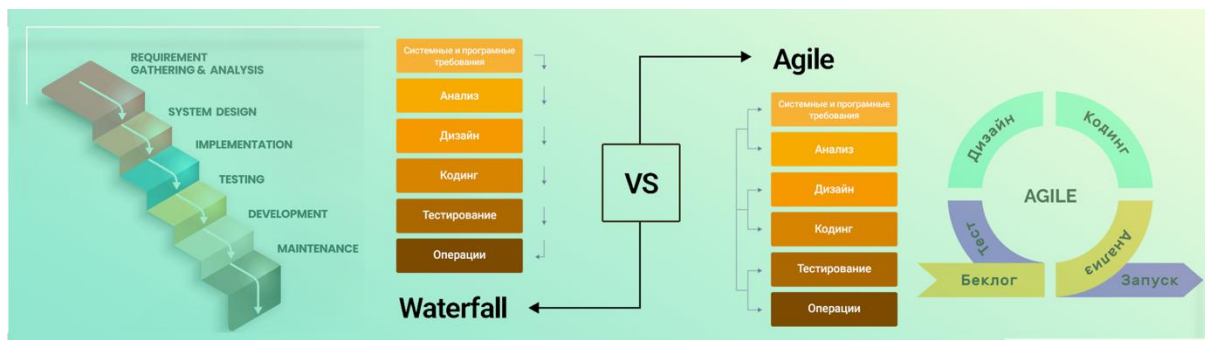 REQUIREMENT
GATHERING & ANALYSIS
SYSTEM DESIGN
IMPLEMENTATION
TESTING
DEVELOPMENT
MAINTENANCE
Системные и програмные
требования
Анализ
Дизайн
Кодинг
Тестирование
Операции
Waterfall
VS
Agile
Системные и програмные
требования
Анализ
Дизайн
Кодинг
Тестирование
Операции
Дизайн
Кодинг
AGILE
Тест
Анализ
Беклог
Запуск